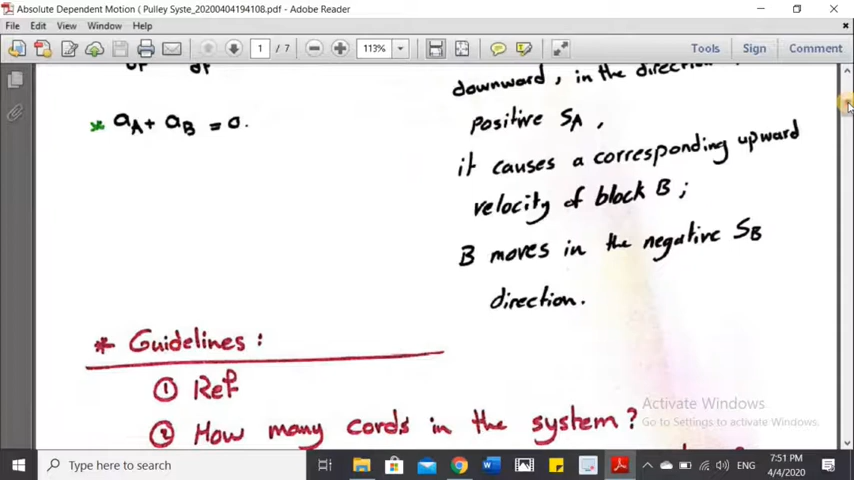 Absolute Dependent Motion ( Pulley Syste_20200404194108.pdf - Adobe Reader
File Edit View Window Help
1 / 7 113% Tools Sign Comment
downward, in the direction
* aA + aB = 0.
positive SA,
it causes a corresponding upward
velocity of block B;
B moves in the negative SB
direction.
* Guidelines :
① Ref
② How many cords in the system ?
Activate Windows
Go to Settings to activate Windows.
Type here to search
ENG
7:51 PM
4/4/2020